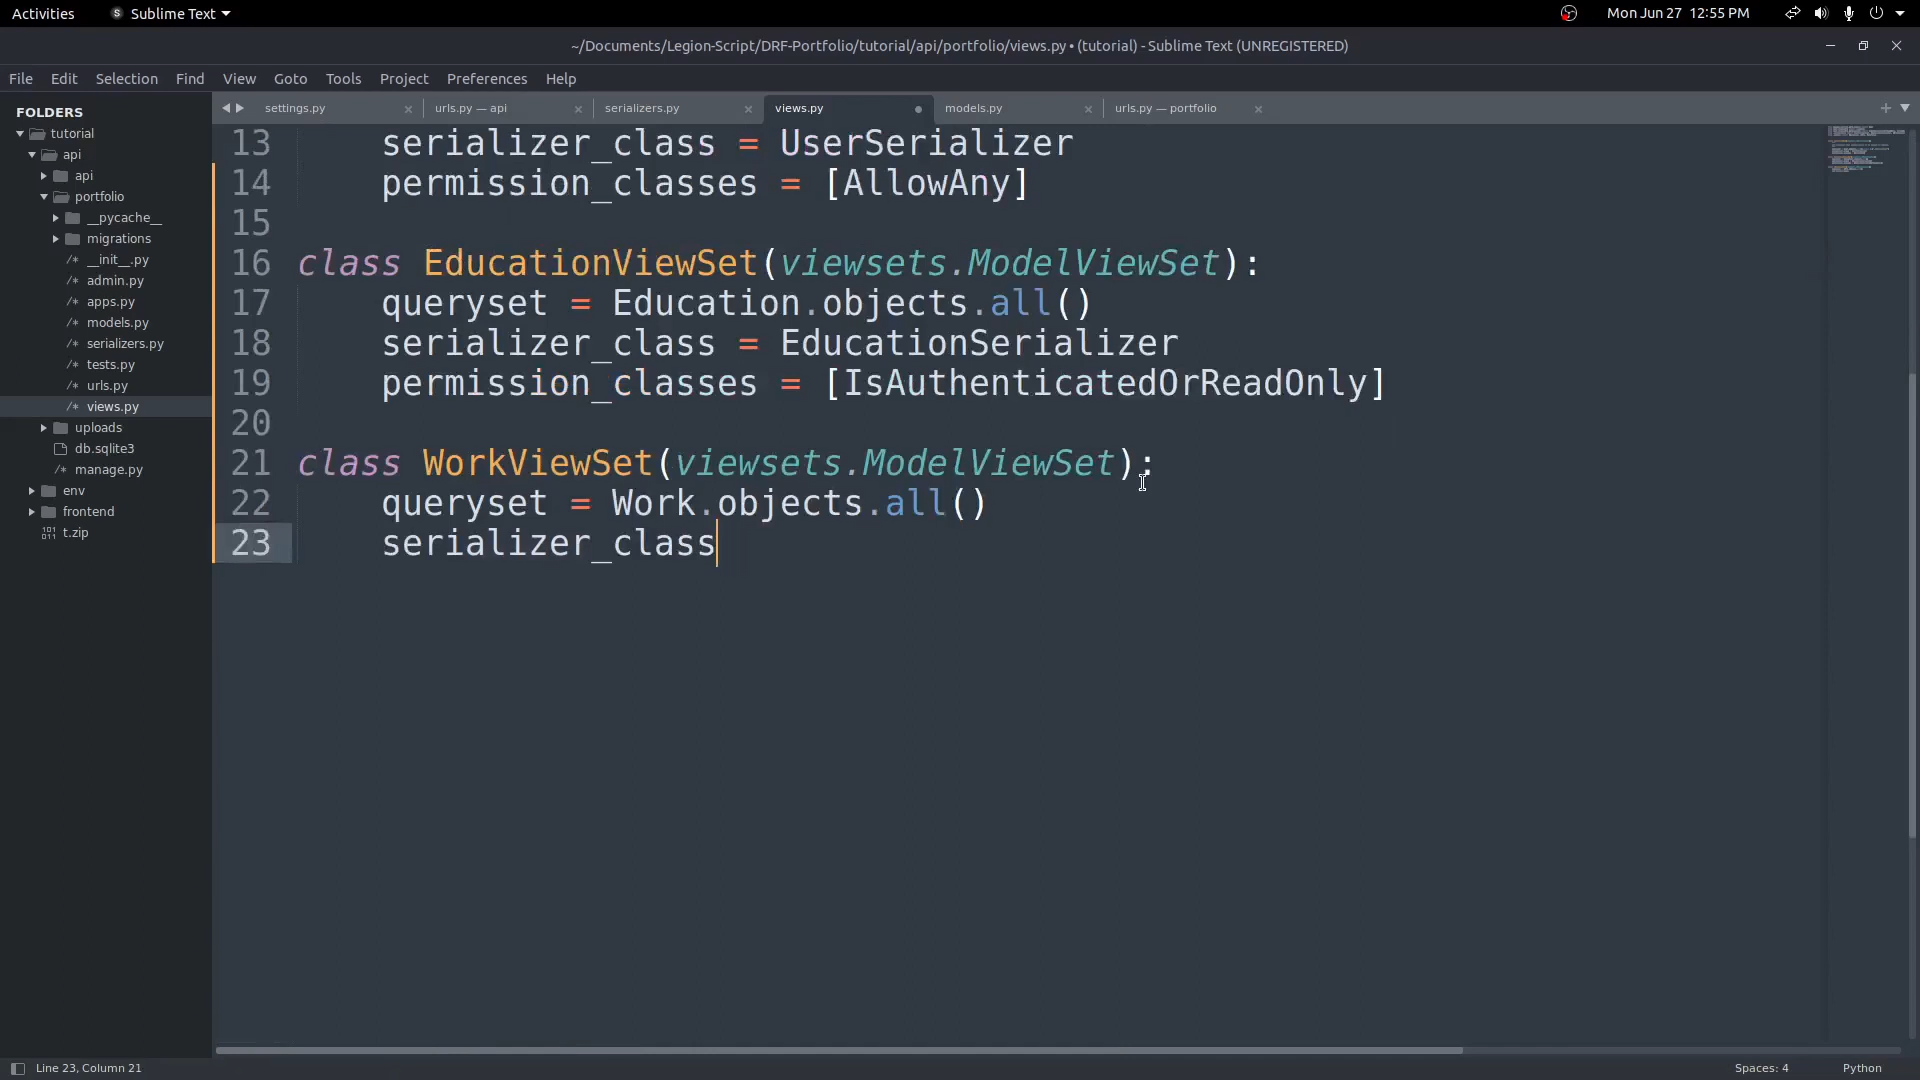 Activities
Sublime Text
Mon Jun 27 12:55 PM
~/Documents/Legion-Script/DRF-Portfolio/tutorial/api/portfolio/views.py • (tutorial) - Sublime Text (UNREGISTERED)
File Edit Selection Find View Goto Tools Project Preferences Help
FOLDERS
tutorial
api
api
portfolio
__pycache__
migrations
/* __init__.py
/* admin.py
/* apps.py
/* models.py
/* serializers.py
/* tests.py
/* urls.py
/* views.py
uploads
db.sqlite3
/* manage.py
env
frontend
t.zip
settings.py
urls.py — api
serializers.py
views.py
models.py
urls.py — portfolio
13 serializer_class = UserSerializer
14 permission_classes = [AllowAny]
15
16 class EducationViewSet(viewsets.ModelViewSet):
17 queryset = Education.objects.all()
18 serializer_class = EducationSerializer
19 permission_classes = [IsAuthenticatedOrReadOnly]
20
21 class WorkViewSet(viewsets.ModelViewSet):
22 queryset = Work.objects.all()
23 serializer_class
Line 23, Column 21
Spaces: 4
Python